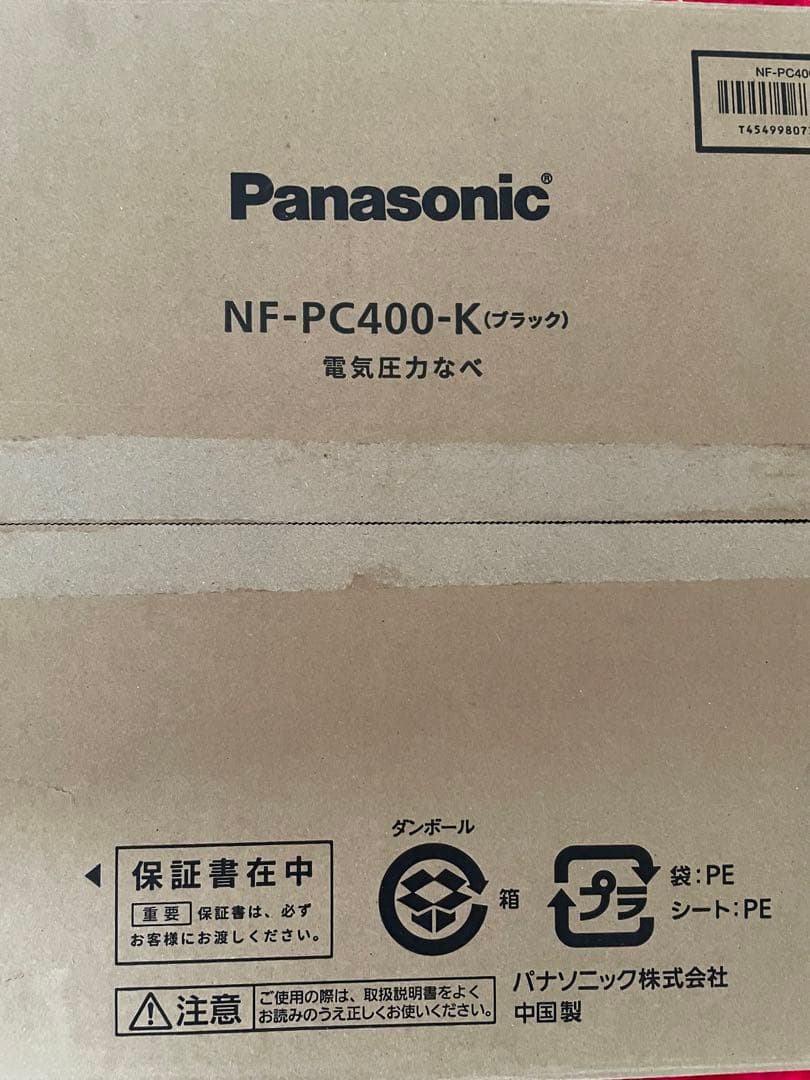 NF-PC40
T45499807
Panasonic®
NF-PC400-K(ブラック)
電気圧力なべ
ダンボール
箱
プラ
袋:PE
シート:PE
◀ 保証書在中
重要 保証書は、必ず
お客様にお渡しください。
注意
ご使用の際は、取扱説明書をよく
お読みのうえ正しくお使いください。
パナソニック株式会社
中国製